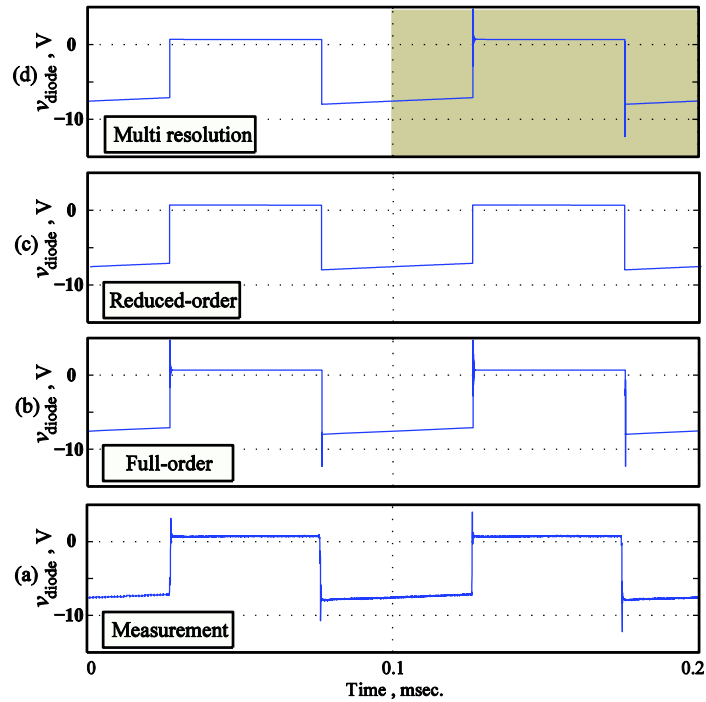 (d)
v_diode , V
0
−10
Multi resolution
(c)
v_diode , V
0
−10
Reduced-order
(b)
v_diode , V
0
−10
Full-order
(a)
v_diode , V
0
−10
Measurement
0 0.1 0.2
Time , msec.